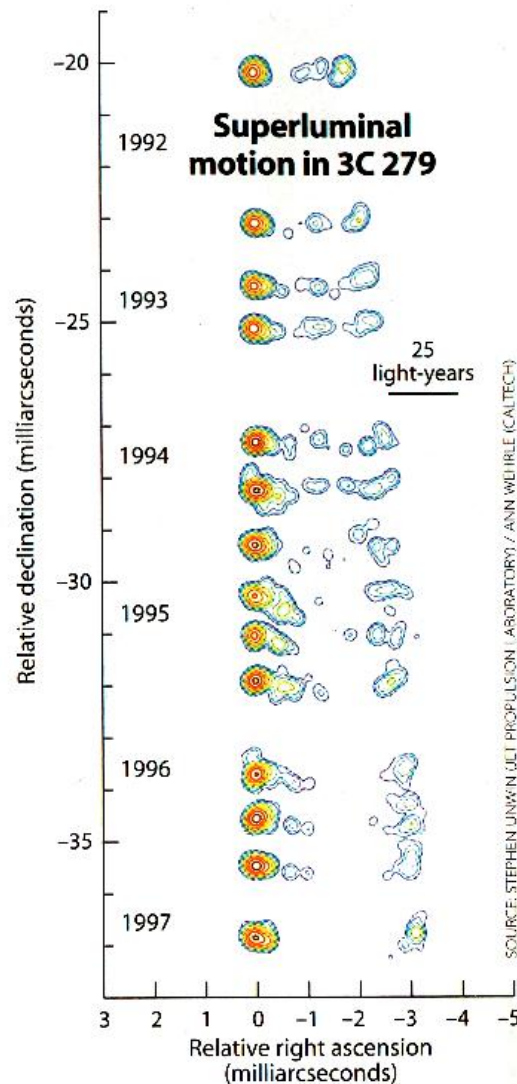 −20
Superluminal
motion in 3C 279
1992
1993
−25
25
light-years
1994
−30
1995
1996
−35
1997
3 2 1 0 −1 −2 −3 −4 −5
Relative right ascension
(milliarcseconds)
Relative declination (milliarcseconds)
SOURCE: STEPHEN UNWIN (JET PROPULSION LABORATORY) / ANN WEHRLE (CALTECH)